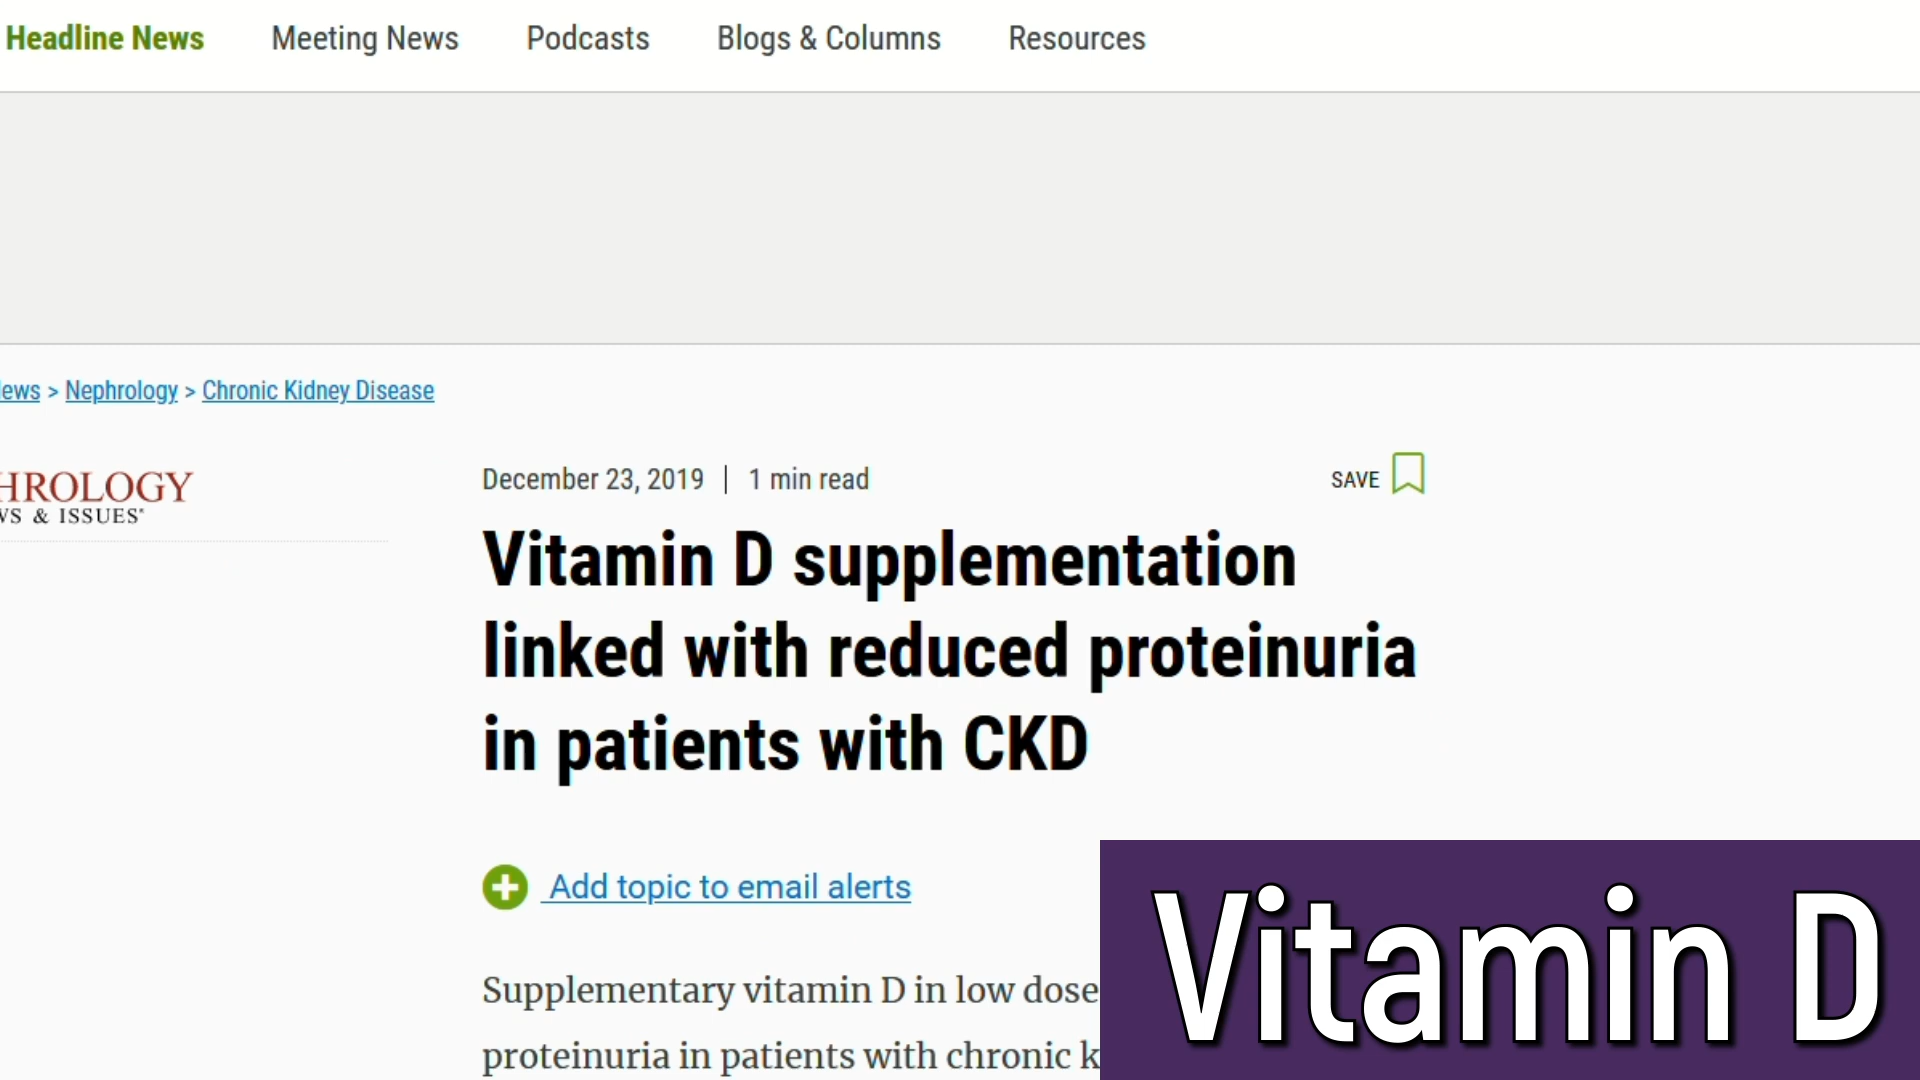 Headline News Meeting News Podcasts Blogs & Columns Resources
ews > Nephrology > Chronic Kidney Disease
HROLOGY
WS & ISSUES
December 23, 2019 | 1 min read
SAVE
Vitamin D supplementation
linked with reduced proteinuria
in patients with CKD
Add topic to email alerts
Supplementary vitamin D in low dose
proteinuria in patients with chronic k
Vitamin D